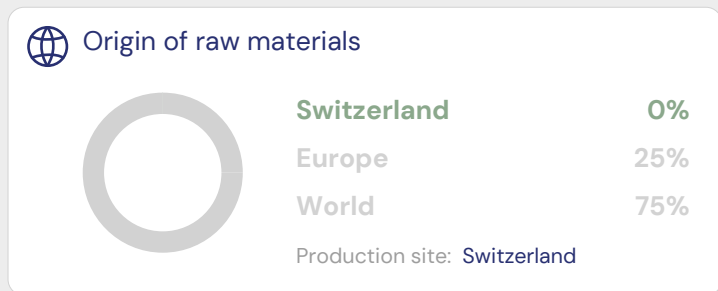 Origin of raw materials
Switzerland 0%
Europe 25%
World 75%
Production site: Switzerland